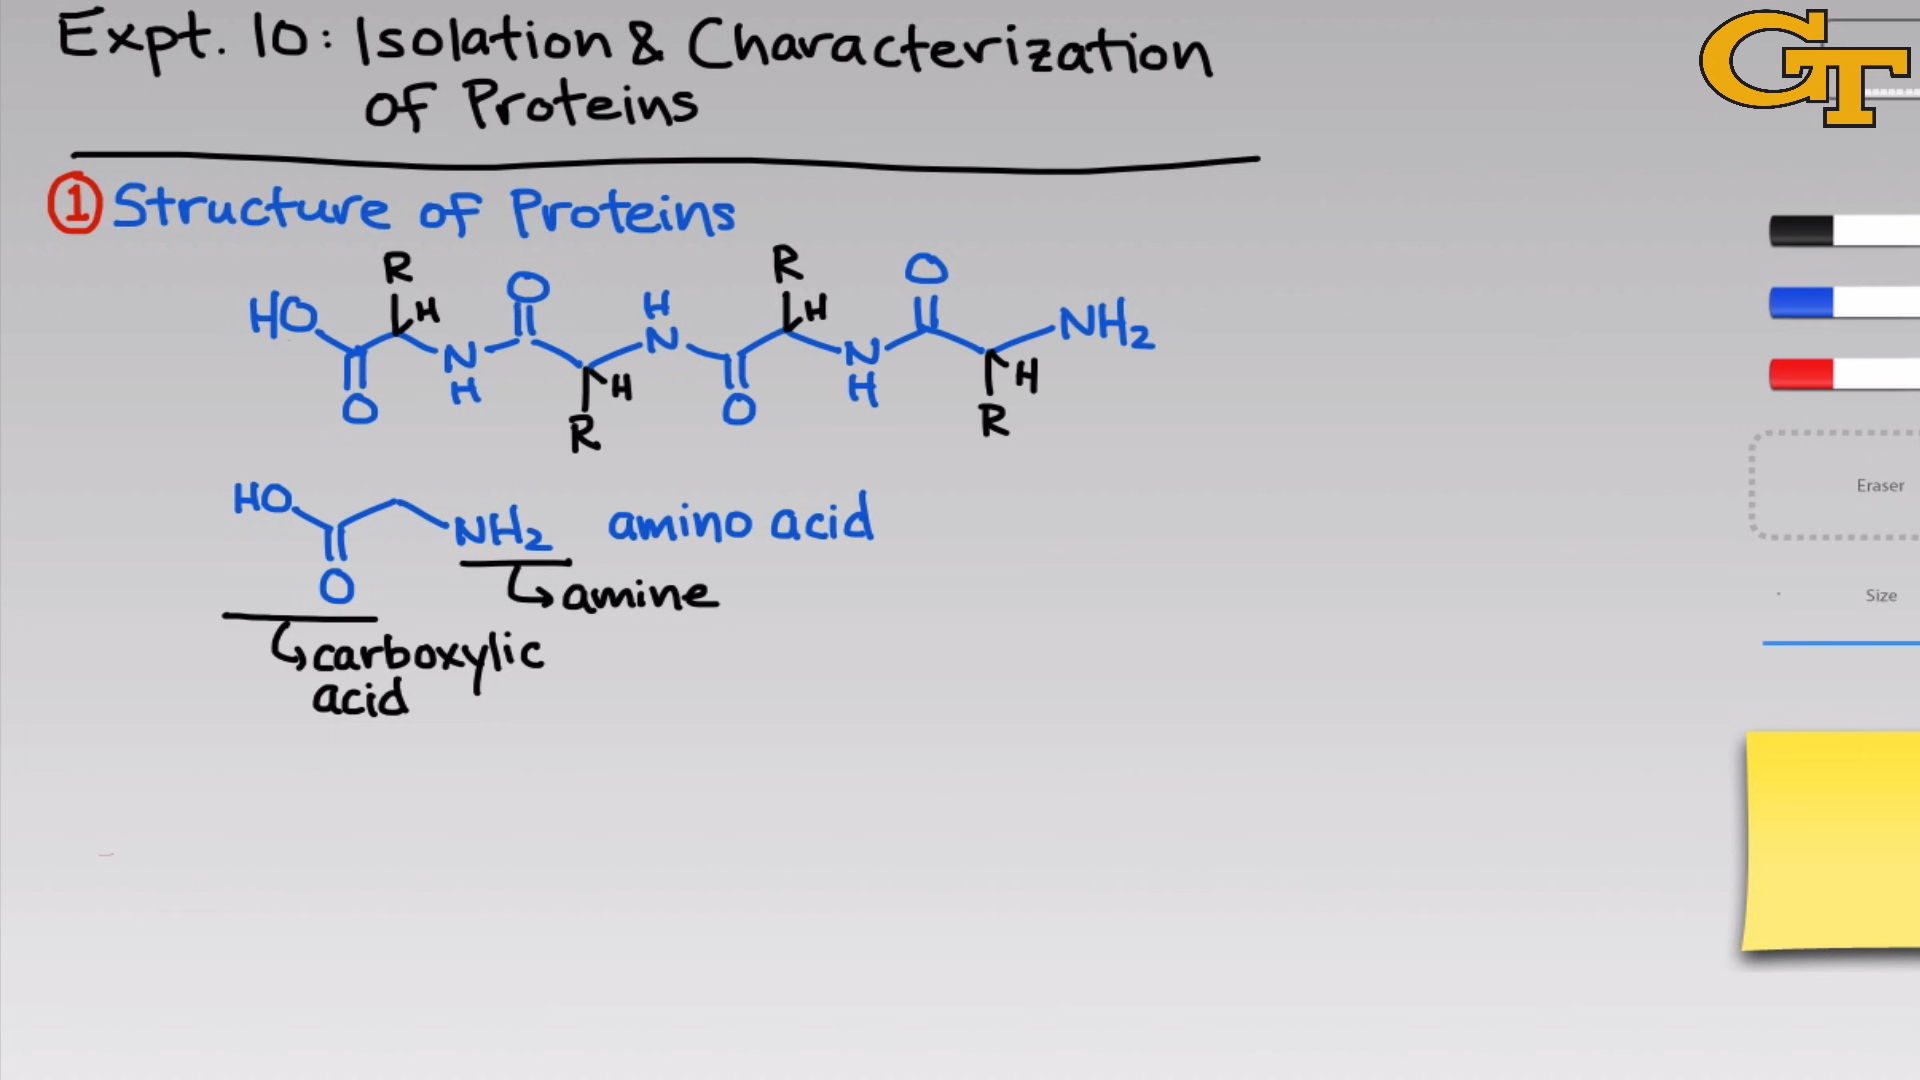 Expt. 10: Isolation & Characterization
of Proteins
GT
1 Structure of Proteins
R R
O O
HO H H N H NH2
N N H
H H
O O
R R
HO NH2 amino acid
O amine
carboxylic
acid
Eraser
Size